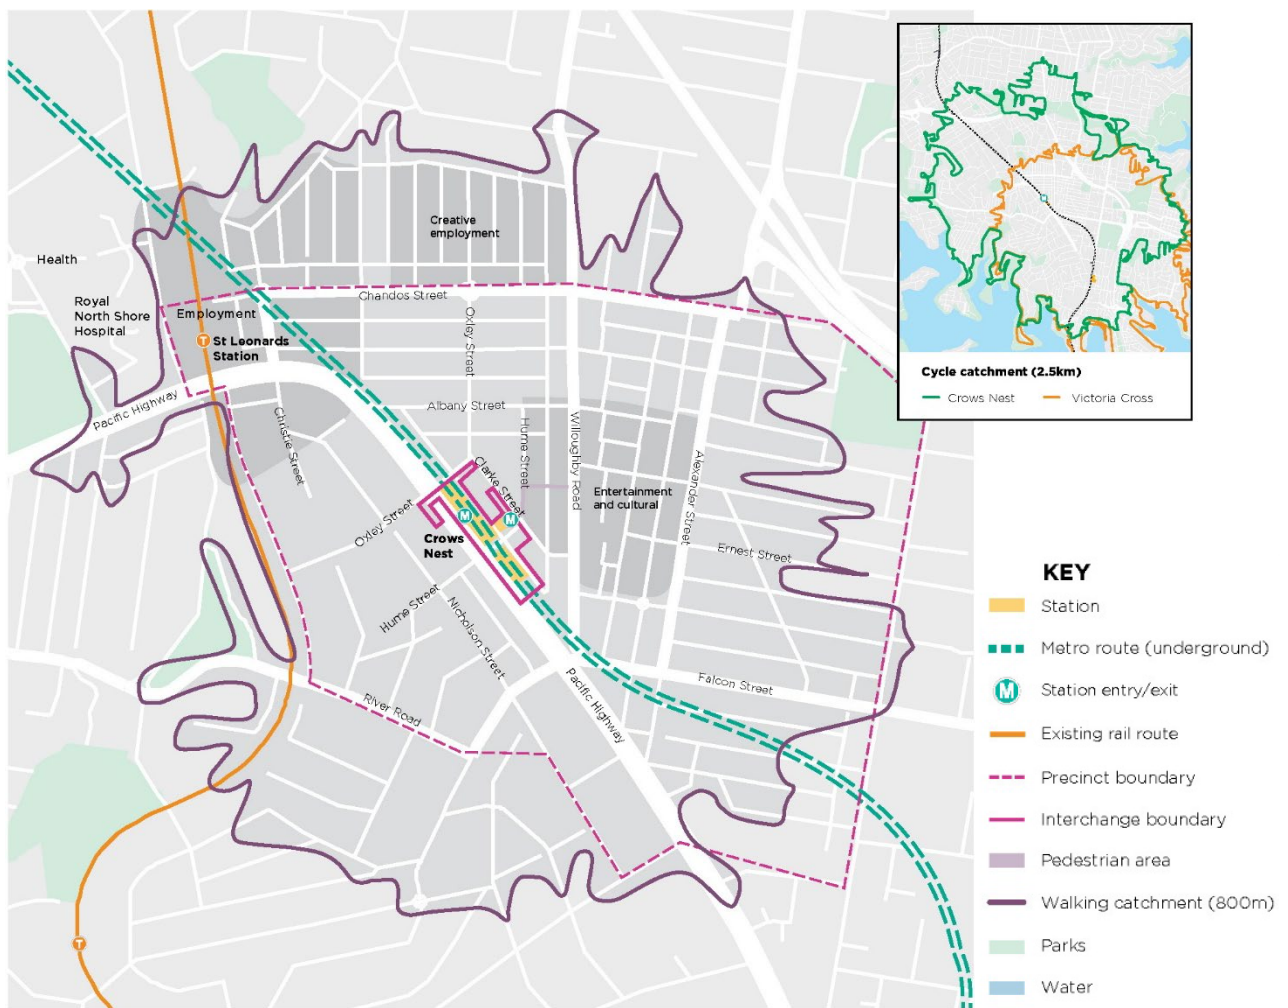 Creative
employment
Health
Chandos Street
Royal
North Shore
Hospital
Employment
Oxley Street
T
St Leonards
Station
Pacific Highway
Christie Street
Albany Street
Hume Street
Willoughby Road
Alexander Street
Clarke Street
Entertainment
and cultural
M
M
Oxley Street
Crows
Nest
Ernest Street
Hume Street
Nicholson Street
Falcon Street
River Road
Pacific Highway
T
Cycle catchment (2.5km)
Crows Nest
Victoria Cross
KEY
Station
Metro route (underground)
M
Station entry/exit
Existing rail route
Precinct boundary
Interchange boundary
Pedestrian area
Walking catchment (800m)
Parks
Water